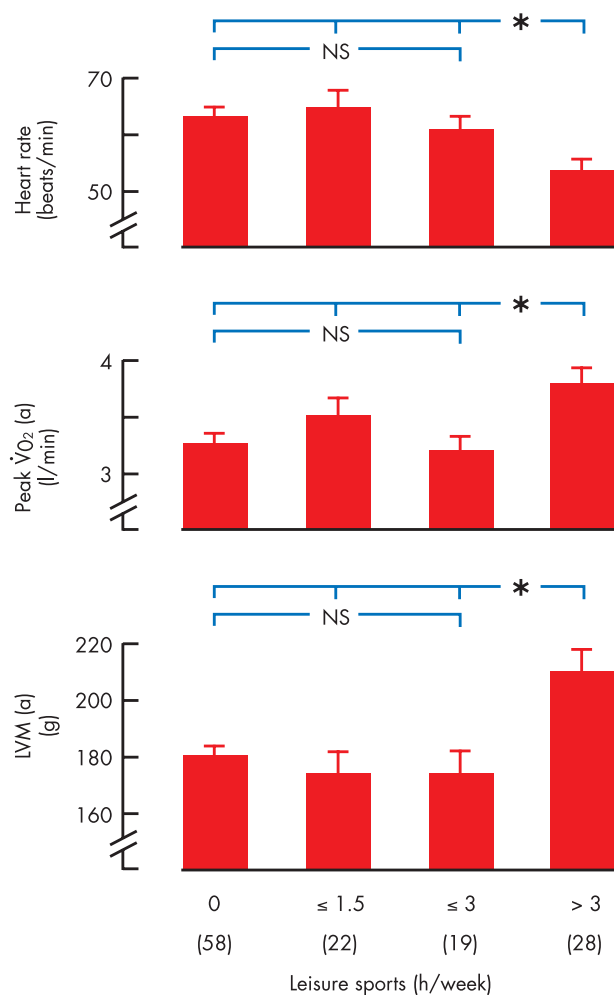 *
NS
70
50
Heart rate
(beats/min)
*
NS
4
3
Peak V̇O₂ (a)
(l/min)
*
NS
220
200
180
160
LVM (a)
(g)
0 ≤ 1.5 ≤ 3 > 3
(58) (22) (19) (28)
Leisure sports (h/week)